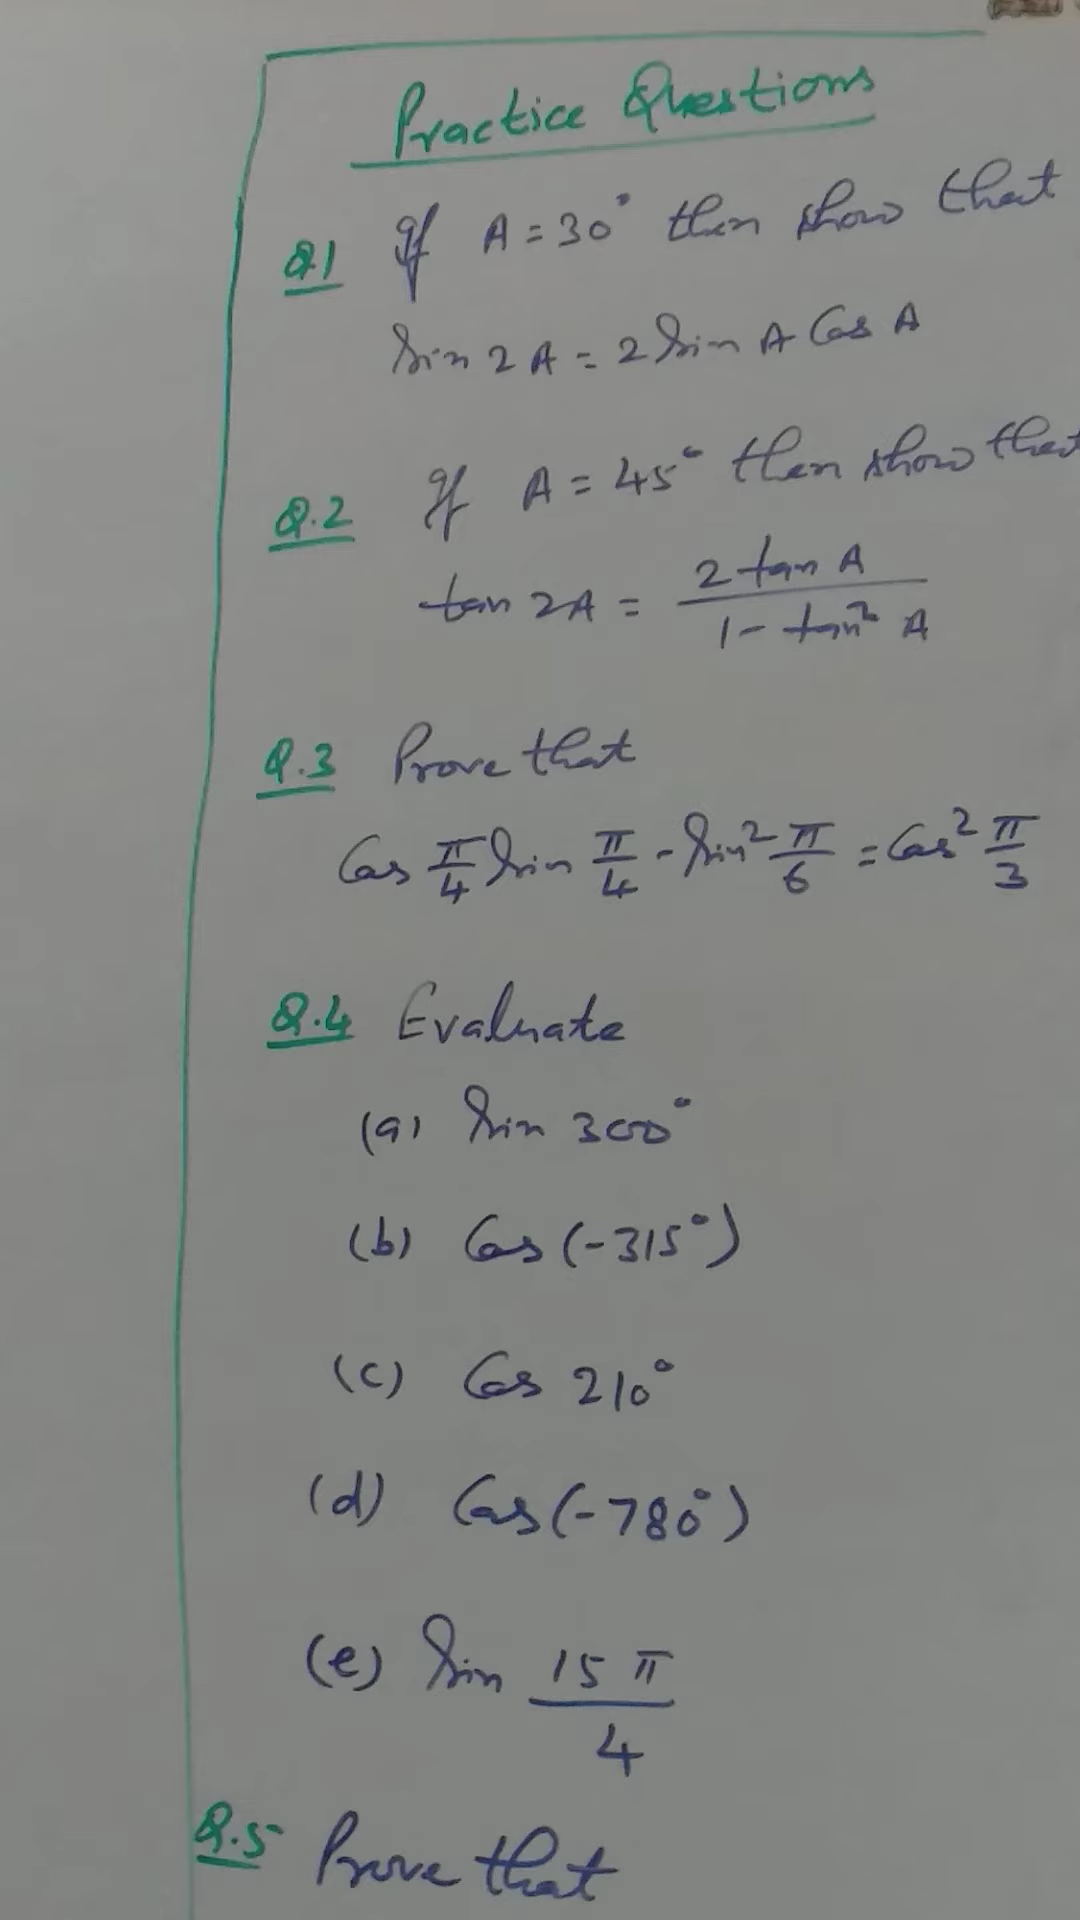 Practice Questions
Q.1 If A = 30° then show that
Sin 2A = 2 Sin A Cos A
Q.2 If A = 45° then show that
tan 2A = 2 tan A / 1 - tan² A
Q.3 Prove that
Cos π/4 Sin π/4 - Sin² π/6 = Cos² π/3
Q.4 Evaluate
(a) Sin 300°
(b) Cos (-315°)
(c) Cos 210°
(d) Cos (-780°)
(e) Sin 15π/4
Q.5 Prove that